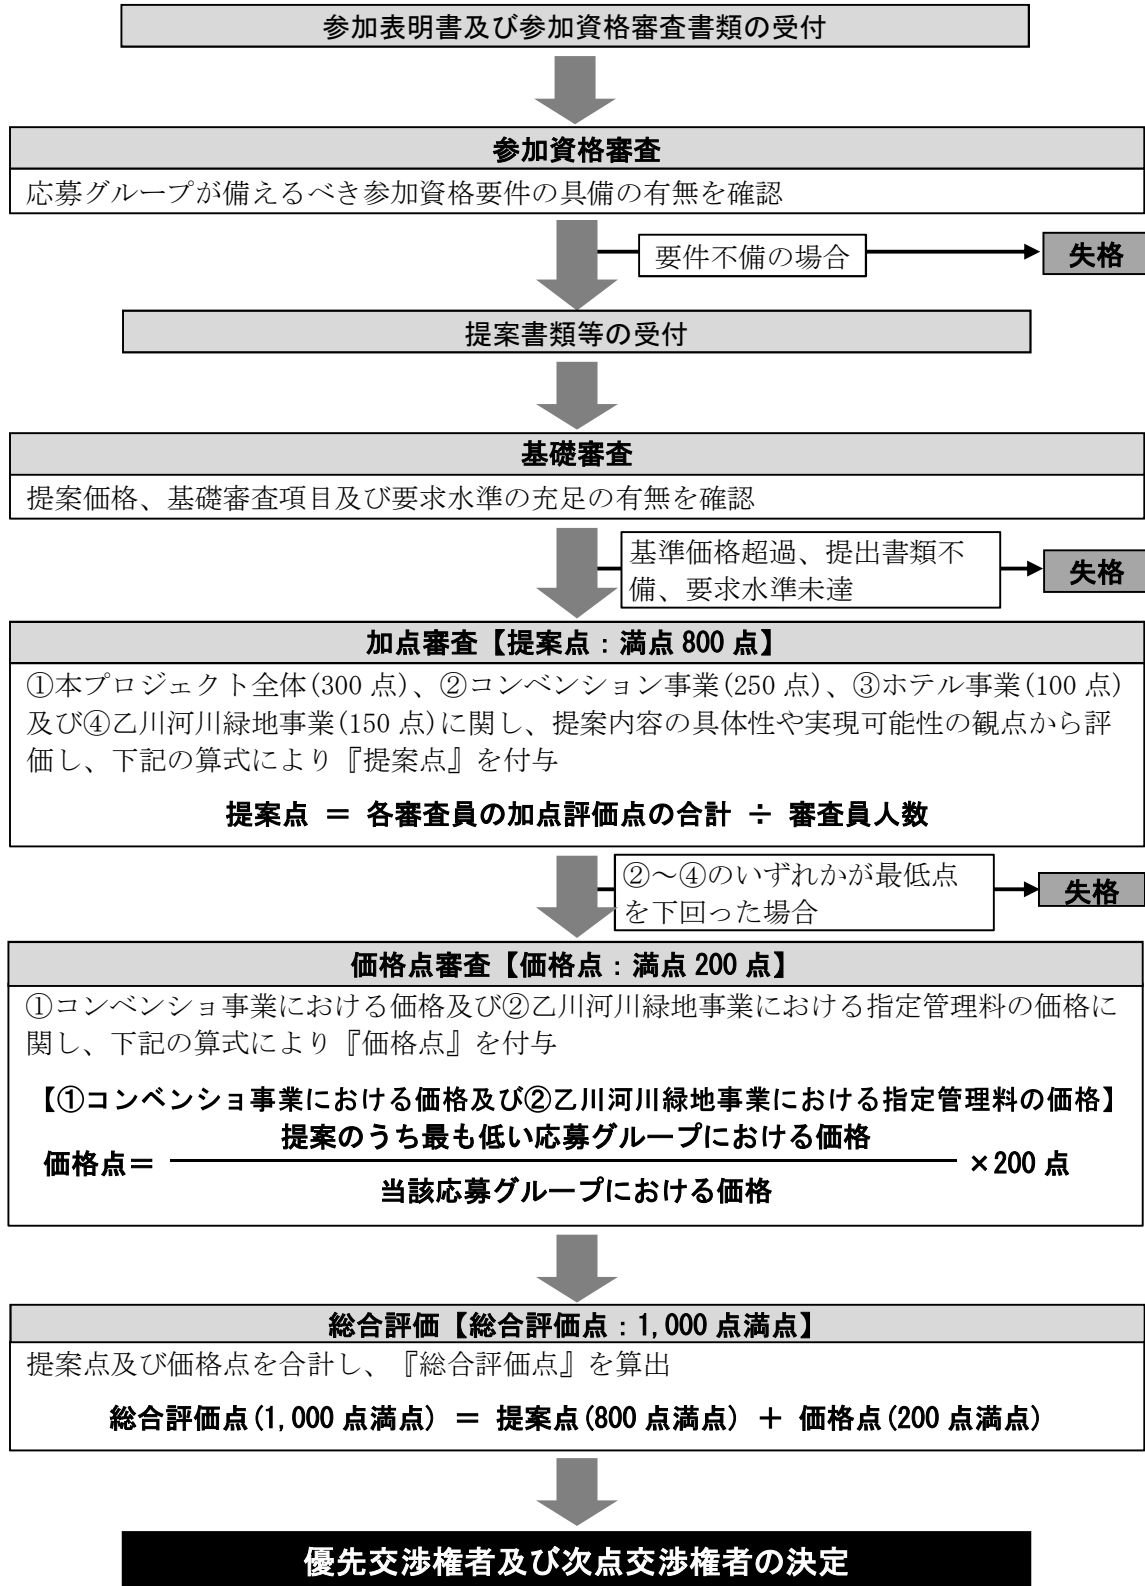 参加表明書及び参加資格審査書類の受付
参加資格審査
応募グループが備えるべき参加資格要件の具備の有無を確認
要件不備の場合
失格
提案書類等の受付
基礎審査
提案価格、基礎審査項目及び要求水準の充足の有無を確認
基準価格超過、提出書類不
備、要求水準未達
失格
加点審査【提案点：満点 800 点】
①本プロジェクト全体(300 点)、②コンベンション事業(250 点)、③ホテル事業(100 点)
及び④乙川河川緑地事業(150 点)に関し、提案内容の具体性や実現可能性の観点から評
価し、下記の算式により『提案点』を付与
提案点 ＝ 各審査員の加点評価点の合計 ÷ 審査員人数
②～④のいずれかが最低点
を下回った場合
失格
価格点審査【価格点：満点 200 点】
①コンベンショ事業における価格及び②乙川河川緑地事業における指定管理料の価格に
関し、下記の算式により『価格点』を付与
【①コンベンショ事業における価格及び②乙川河川緑地事業における指定管理料の価格】
提案のうち最も低い応募グループにおける価格
価格点＝ ×200 点
当該応募グループにおける価格
総合評価【総合評価点：1,000 点満点】
提案点及び価格点を合計し、『総合評価点』を算出
総合評価点(1,000 点満点) ＝ 提案点(800 点満点) ＋ 価格点(200 点満点)
優先交渉権者及び次点交渉権者の決定